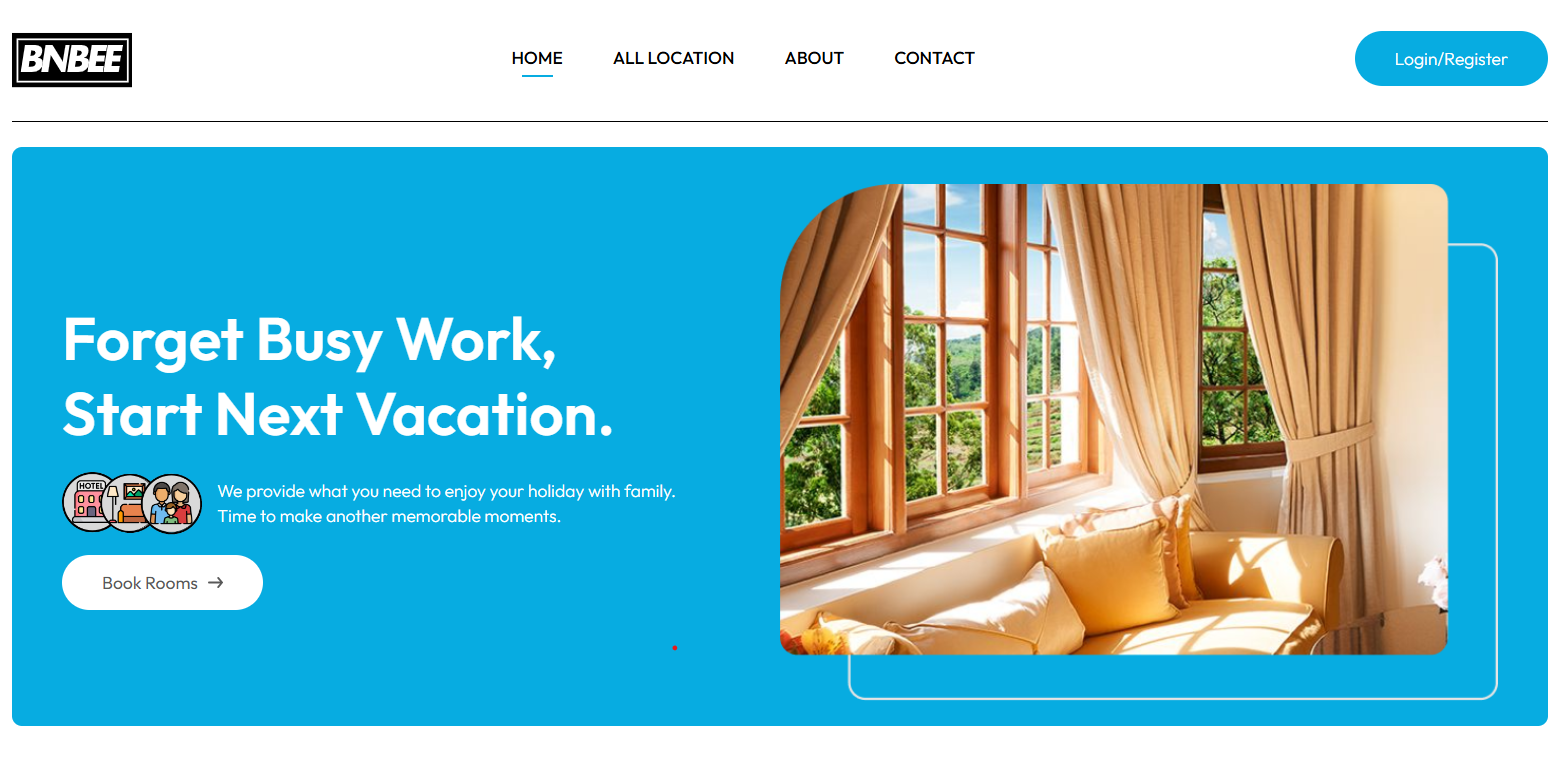 BNBEE
HOME
ALL LOCATION
ABOUT
CONTACT
Login/Register
Forget Busy Work,
Start Next Vacation.
HOTEL
We provide what you need to enjoy your holiday with family.
Time to make another memorable moments.
Book Rooms →